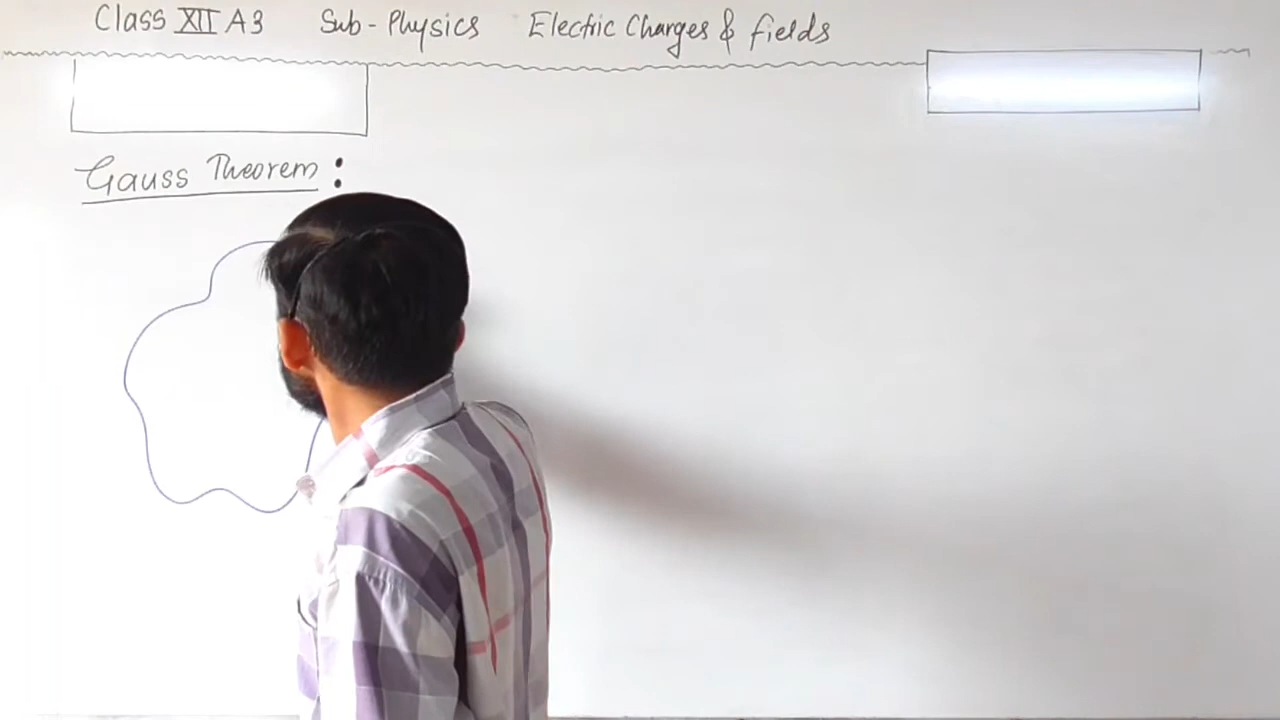 Class XII A3 Sub - Physics Electric Charges & fields
Gauss Theorem :